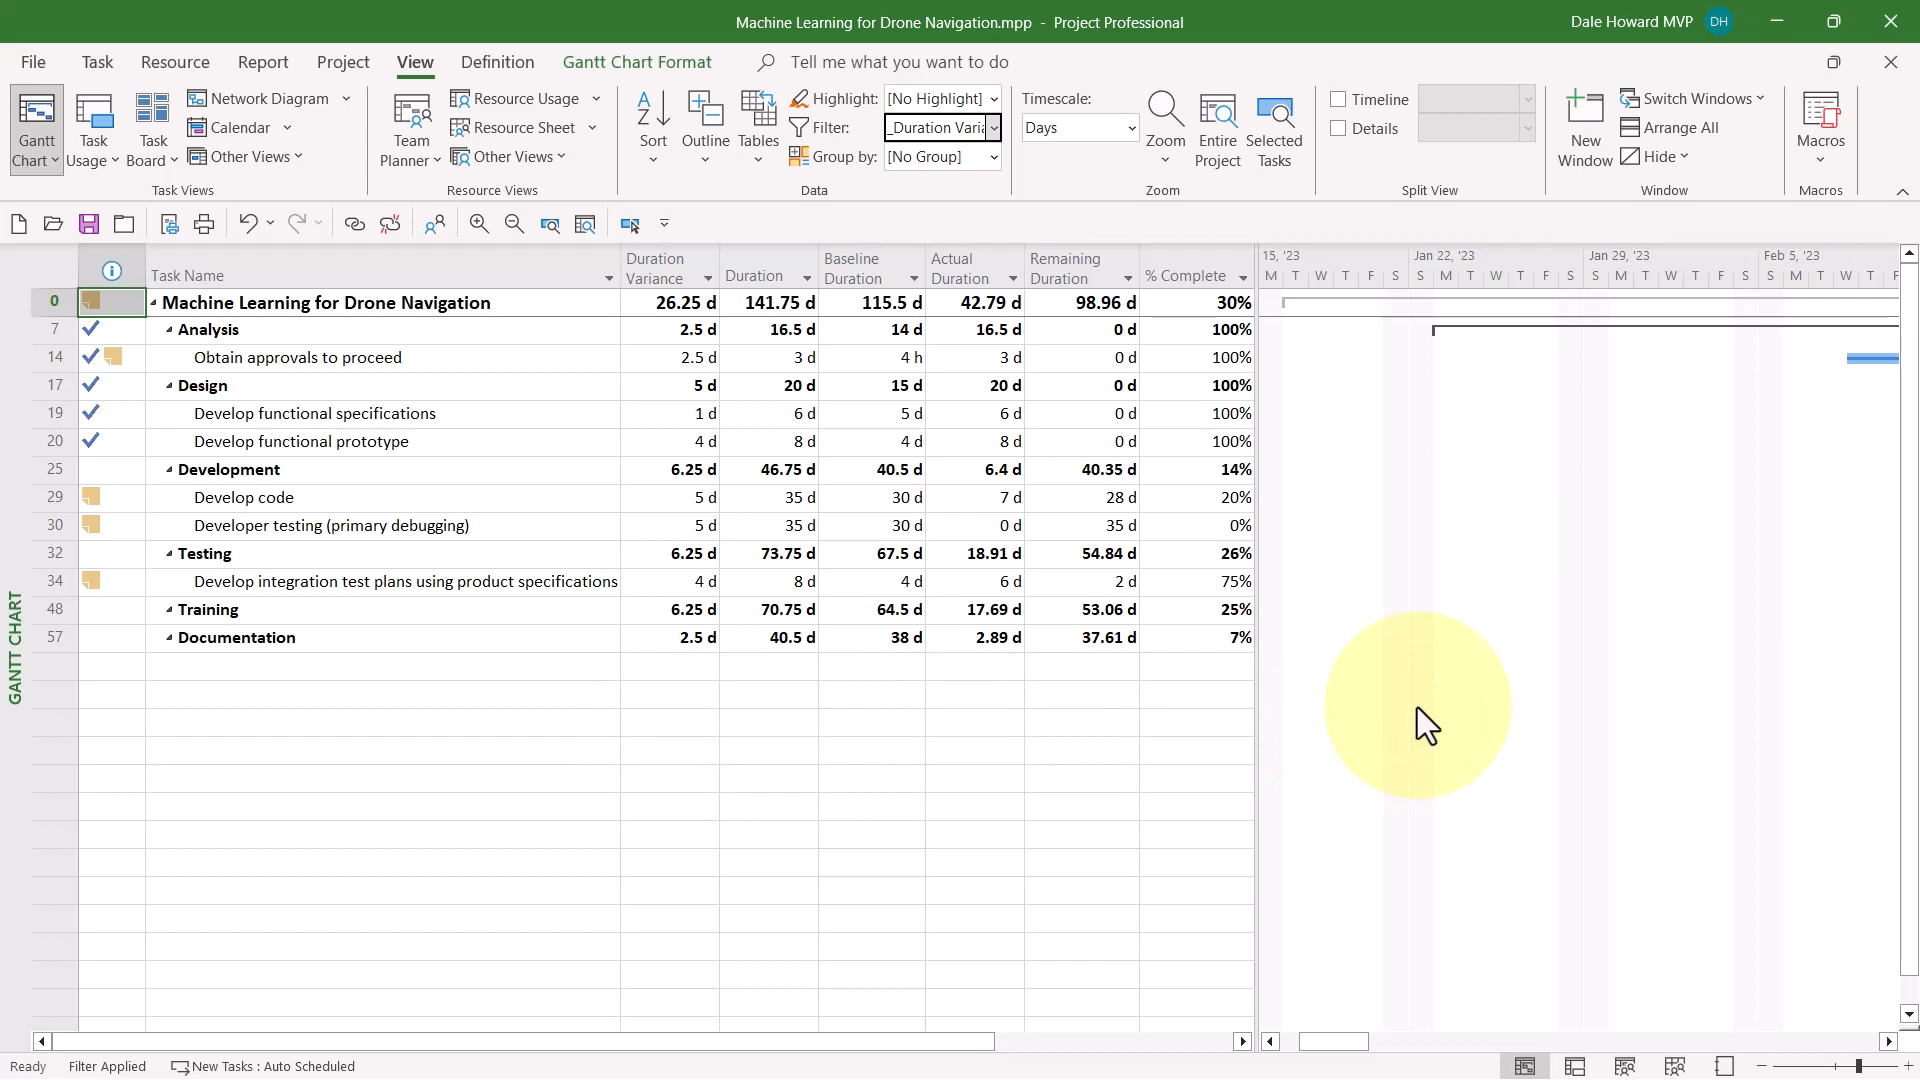 Machine Learning for Drone Navigation.mpp - Project Professional
Dale Howard MVP DH
File Task Resource Report Project View Definition Gantt Chart Format Tell me what you want to do
Gantt Chart
Task Usage
Task Board
Network Diagram
Calendar
Other Views
Task Views
Team Planner
Resource Usage
Resource Sheet
Other Views
Resource Views
Sort
Outline
Tables
Highlight: [No Highlight]
Filter: _Duration Varia
Group by: [No Group]
Data
Timescale:
Days
Zoom
Entire Project
Selected Tasks
Zoom
Timeline
Details
Split View
New Window
Switch Windows
Arrange All
Hide
Window
Macros
Macros
Task Name Duration Variance Duration Baseline Duration Actual Duration Remaining Duration % Complete
15, '23 Jan 22, '23 Jan 29, '23 Feb 5, '23
M T W T F S S M T W T F S S M T W T F S S M T W T F
0 Machine Learning for Drone Navigation 26.25 d 141.75 d 115.5 d 42.79 d 98.96 d 30%
7 Analysis 2.5 d 16.5 d 14 d 16.5 d 0 d 100%
14 Obtain approvals to proceed 2.5 d 3 d 4 h 3 d 0 d 100%
17 Design 5 d 20 d 15 d 20 d 0 d 100%
19 Develop functional specifications 1 d 6 d 5 d 6 d 0 d 100%
20 Develop functional prototype 4 d 8 d 4 d 8 d 0 d 100%
25 Development 6.25 d 46.75 d 40.5 d 6.4 d 40.35 d 14%
29 Develop code 5 d 35 d 30 d 7 d 28 d 20%
30 Developer testing (primary debugging) 5 d 35 d 30 d 0 d 35 d 0%
32 Testing 6.25 d 73.75 d 67.5 d 18.91 d 54.84 d 26%
34 Develop integration test plans using product specifications 4 d 8 d 4 d 6 d 2 d 75%
48 Training 6.25 d 70.75 d 64.5 d 17.69 d 53.06 d 25%
57 Documentation 2.5 d 40.5 d 38 d 2.89 d 37.61 d 7%
GANTT CHART
Ready Filter Applied New Tasks : Auto Scheduled